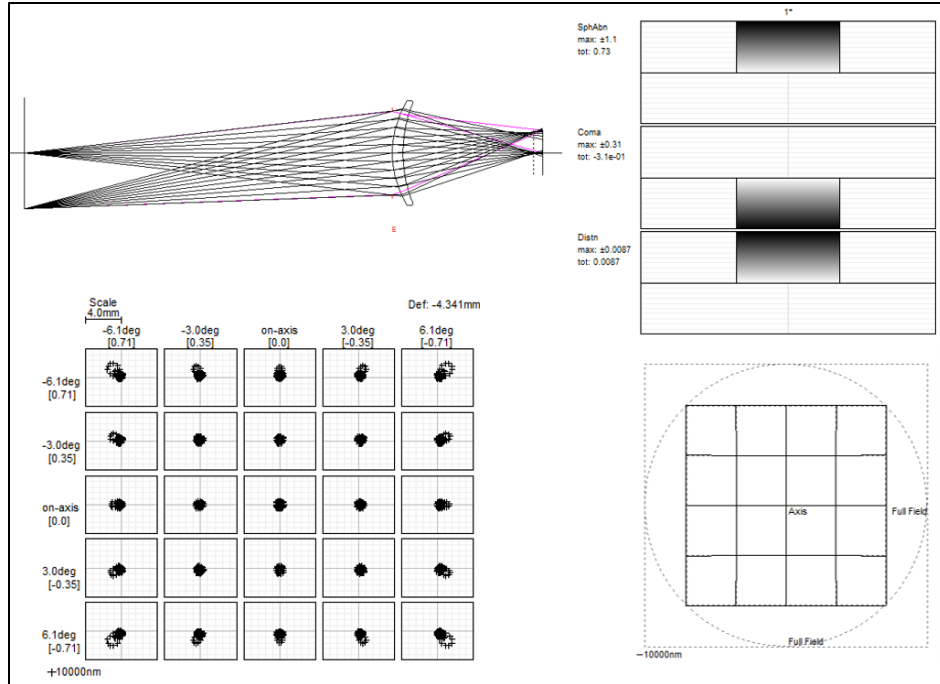 E
1*
SphAbn
max: ±1.1
tot: 0.73
Coma
max: ±0.31
tot: -3.1e-01
Distn
max: ±0.0087
tot: 0.0087
Scale
4.0mm
Def: -4.341mm
-6.1deg -3.0deg on-axis 3.0deg 6.1deg
[0.71] [0.35] [0.0] [-0.35] [-0.71]
-6.1deg
[0.71]
-3.0deg
[0.35]
on-axis
[0.0]
3.0deg
[-0.35]
6.1deg
[-0.71]
+10000nm
Axis
Full Field
Full Field
−10000nm